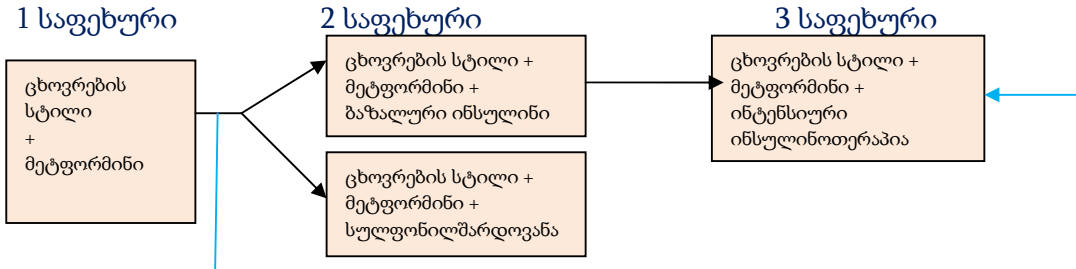 1 საფეხური
2 საფეხური
3 საფეხური
ცხოვრების
სტილი
+
მეტფორმინი
ცხოვრების სტილი +
მეტფორმინი +
ბაზალური ინსულინი
ცხოვრების სტილი +
მეტფორმინი +
სულფონილშარდოვანა
ცხოვრების სტილი +
მეტფორმინი +
ინტენსიური
ინსულინოთერაპია